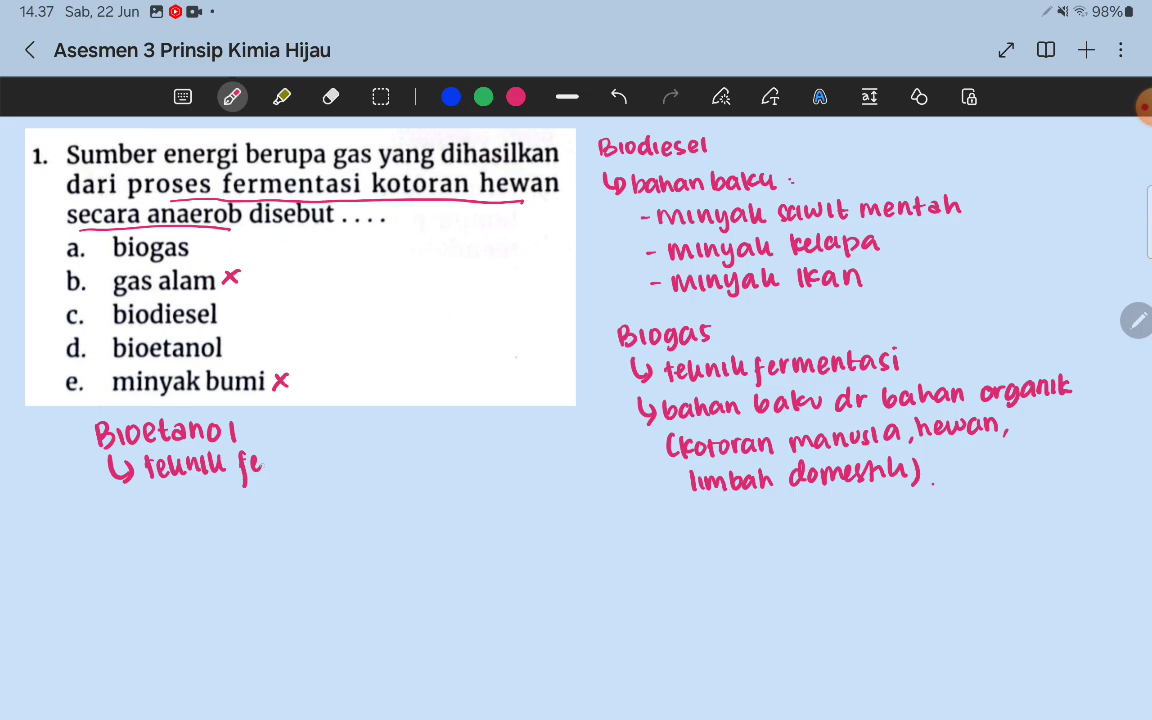 14.37 Sab, 22 Jun
98%
Asesmen 3 Prinsip Kimia Hijau
1. Sumber energi berupa gas yang dihasilkan
dari proses fermentasi kotoran hewan
secara anaerob disebut . . . .
a. biogas
b. gas alam x
c. biodiesel
d. bioetanol
e. minyak bumi x
Bioetanol
↳ teknik fe
Biodiesel
↳ bahan baku :
- minyak sawit mentah
- minyak kelapa
- minyak ikan
Biogas
↳ teknik fermentasi
↳ bahan baku dr bahan organik
(kotoran manusia, hewan,
limbah domestik).